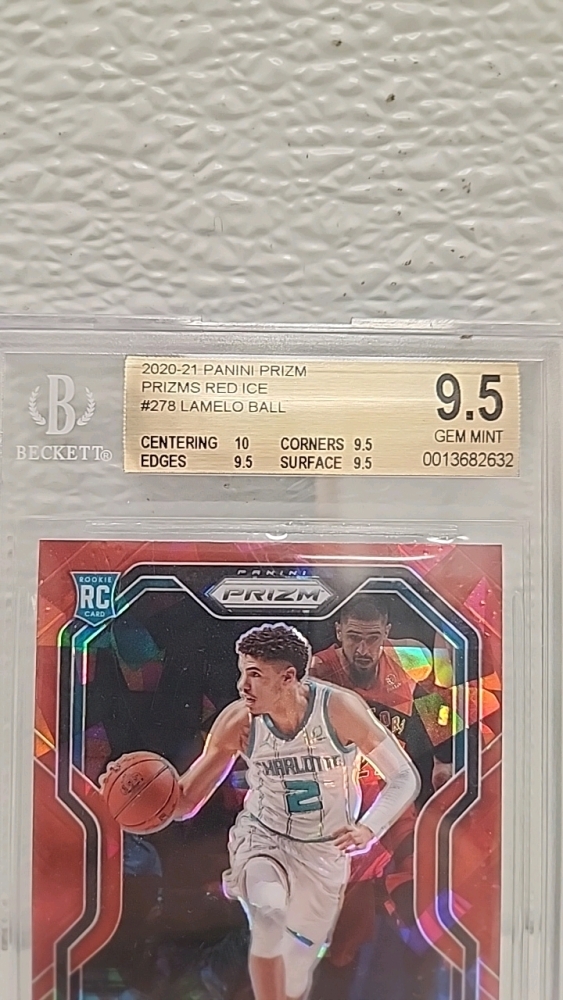 2020-21 PANINI PRIZM
PRIZMS RED ICE
#278 LAMELO BALL
CENTERING 10 CORNERS 9.5
EDGES 9.5 SURFACE 9.5
9.5
GEM MINT
0013682632
B
BECKETT®
ROOKIE
RC
CARD
PANINI
PRIZM
CHARLOTTE
2